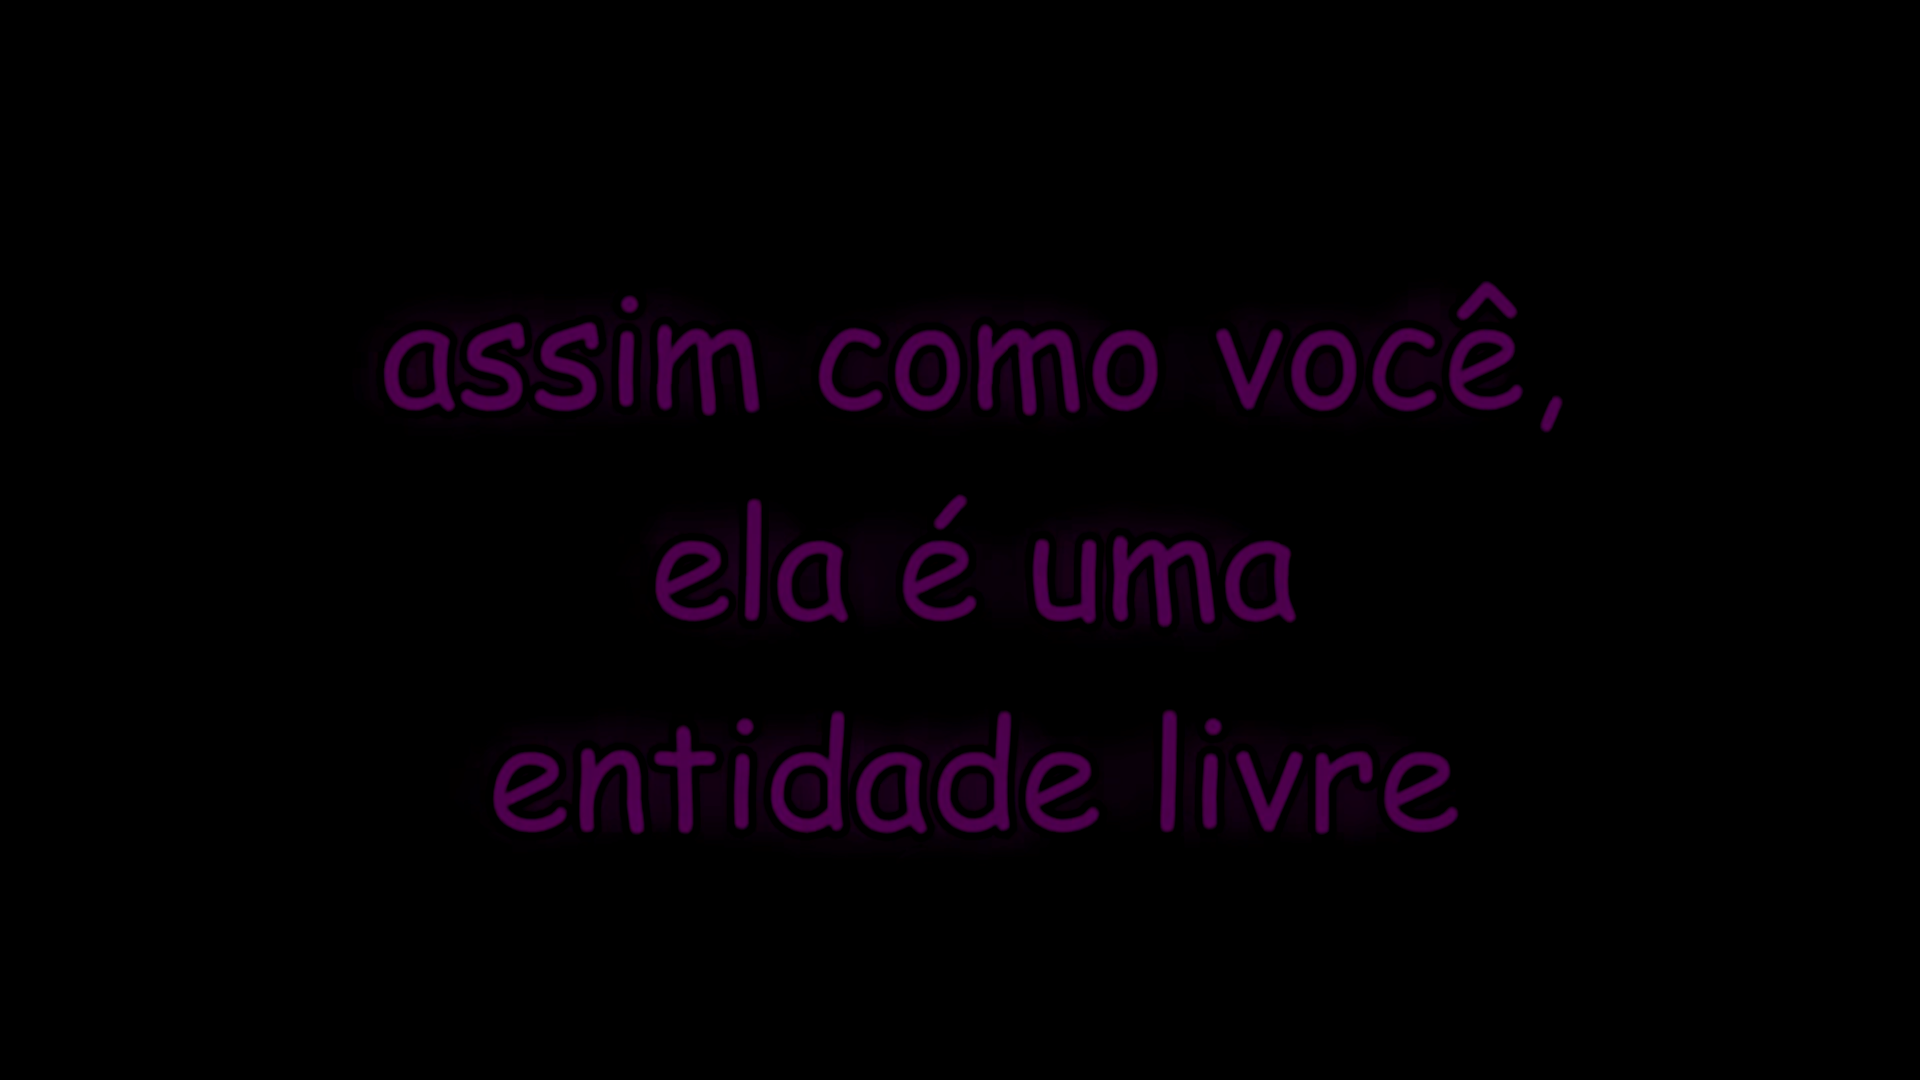 assim como você,
ela é uma
entidade livre